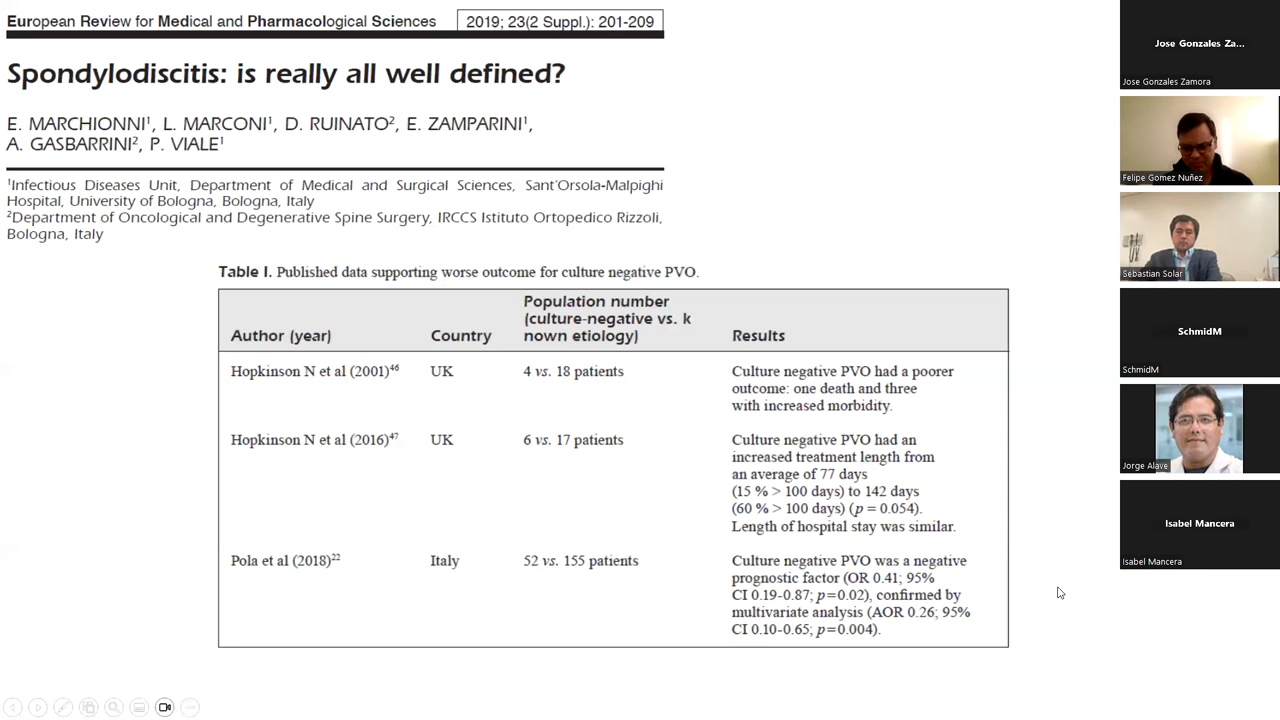 European Review for Medical and Pharmacological Sciences
2019; 23(2 Suppl.): 201-209
Spondylodiscitis: is really all well defined?
E. MARCHIONNI1, L. MARCONI1, D. RUINATO2, E. ZAMPARINI1,
A. GASBARRINI2, P. VIALE1
1Infectious Diseases Unit, Department of Medical and Surgical Sciences, Sant'Orsola-Malpighi
Hospital, University of Bologna, Bologna, Italy
2Department of Oncological and Degenerative Spine Surgery, IRCCS Istituto Ortopedico Rizzoli,
Bologna, Italy
Table I. Published data supporting worse outcome for culture negative PVO.
Population number
(culture-negative vs. k
Author (year) Country nown etiology) Results
Hopkinson N et al (2001)46 UK 4 vs. 18 patients Culture negative PVO had a poorer
outcome: one death and three
with increased morbidity.
Hopkinson N et al (2016)47 UK 6 vs. 17 patients Culture negative PVO had an
increased treatment length from
an average of 77 days
(15 % > 100 days) to 142 days
(60 % > 100 days) (p = 0.054).
Length of hospital stay was similar.
Pola et al (2018)22 Italy 52 vs. 155 patients Culture negative PVO was a negative
prognostic factor (OR 0.41; 95%
CI 0.19-0.87; p=0.02), confirmed by
multivariate analysis (AOR 0.26; 95%
CI 0.10-0.65; p=0.004).
Jose Gonzales Za...
Jose Gonzales Zamora
Felipe Gomez Nuñez
Sebastian Solar
SchmidM
SchmidM
Jorge Alave
Isabel Mancera
Isabel Mancera